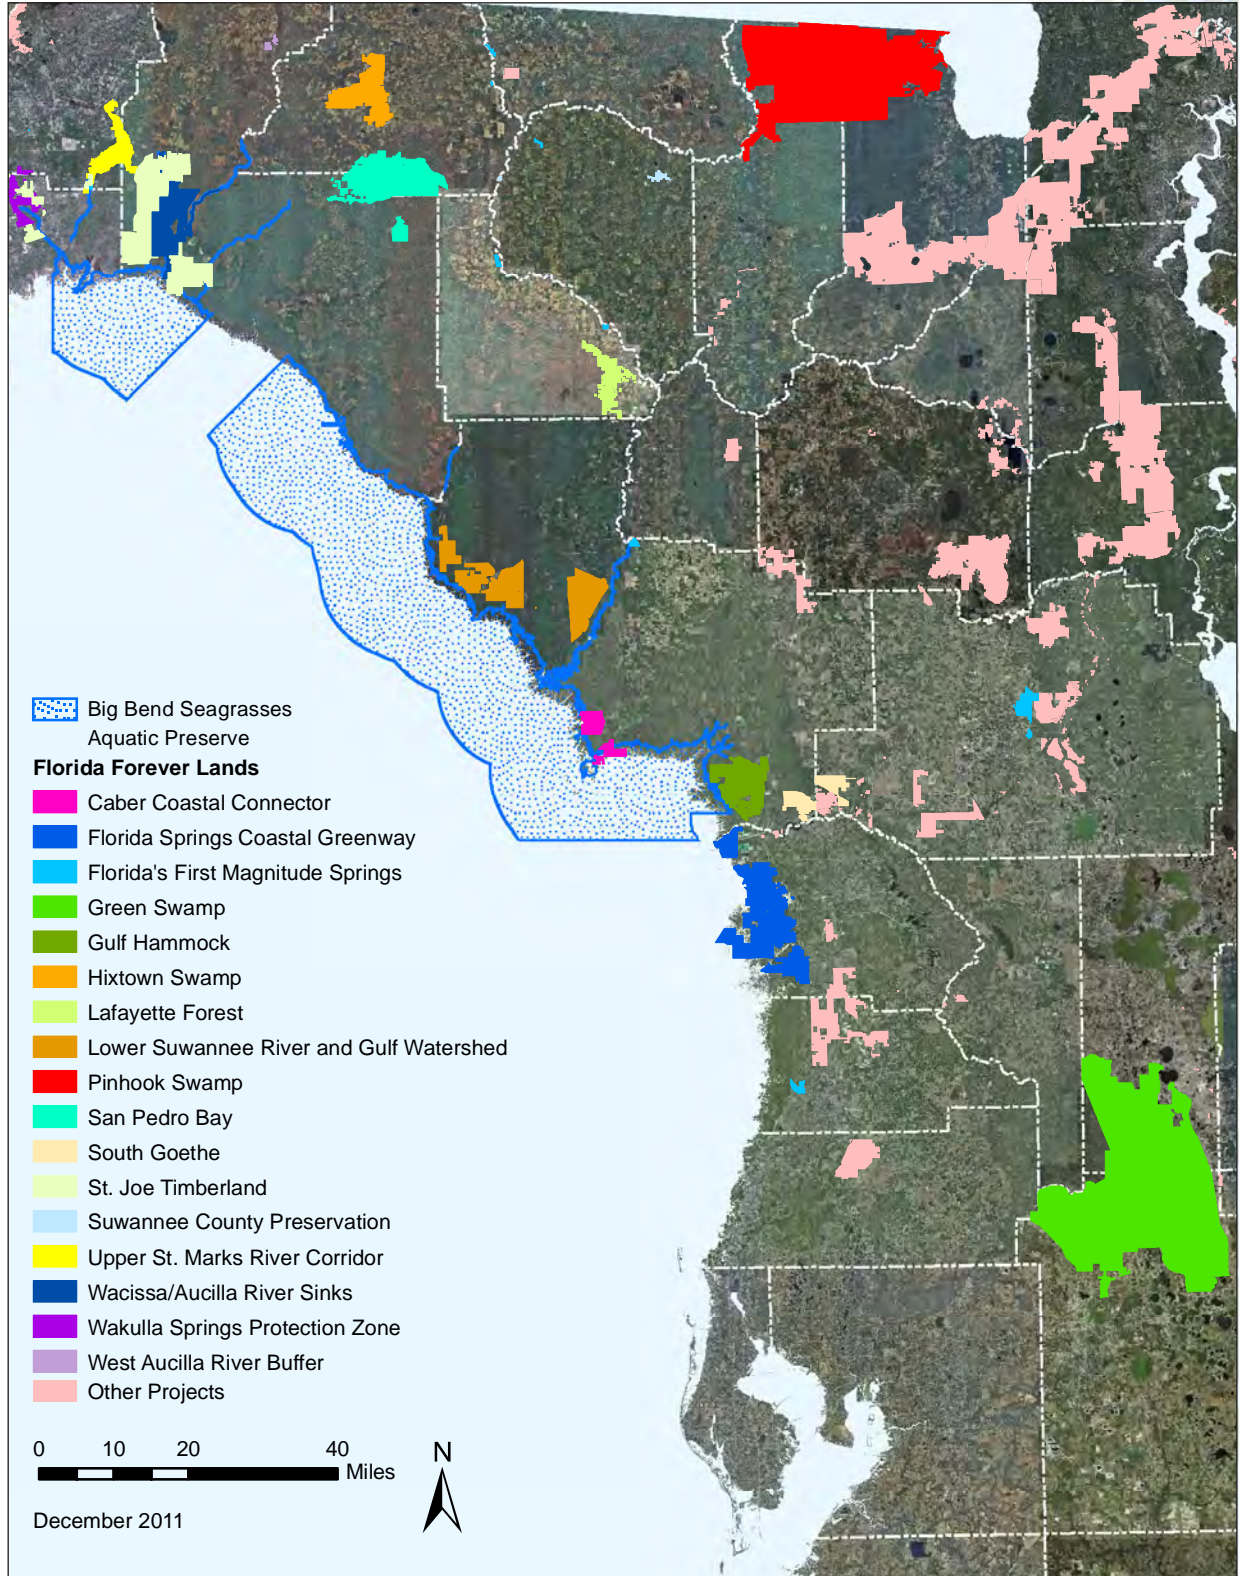 Big Bend Seagrasses
Aquatic Preserve
Florida Forever Lands
Caber Coastal Connector
Florida Springs Coastal Greenway
Florida's First Magnitude Springs
Green Swamp
Gulf Hammock
Hixtown Swamp
Lafayette Forest
Lower Suwannee River and Gulf Watershed
Pinhook Swamp
San Pedro Bay
South Goethe
St. Joe Timberland
Suwannee County Preservation
Upper St. Marks River Corridor
Wacissa/Aucilla River Sinks
Wakulla Springs Protection Zone
West Aucilla River Buffer
Other Projects
0 10 20 40
Miles
N
December 2011